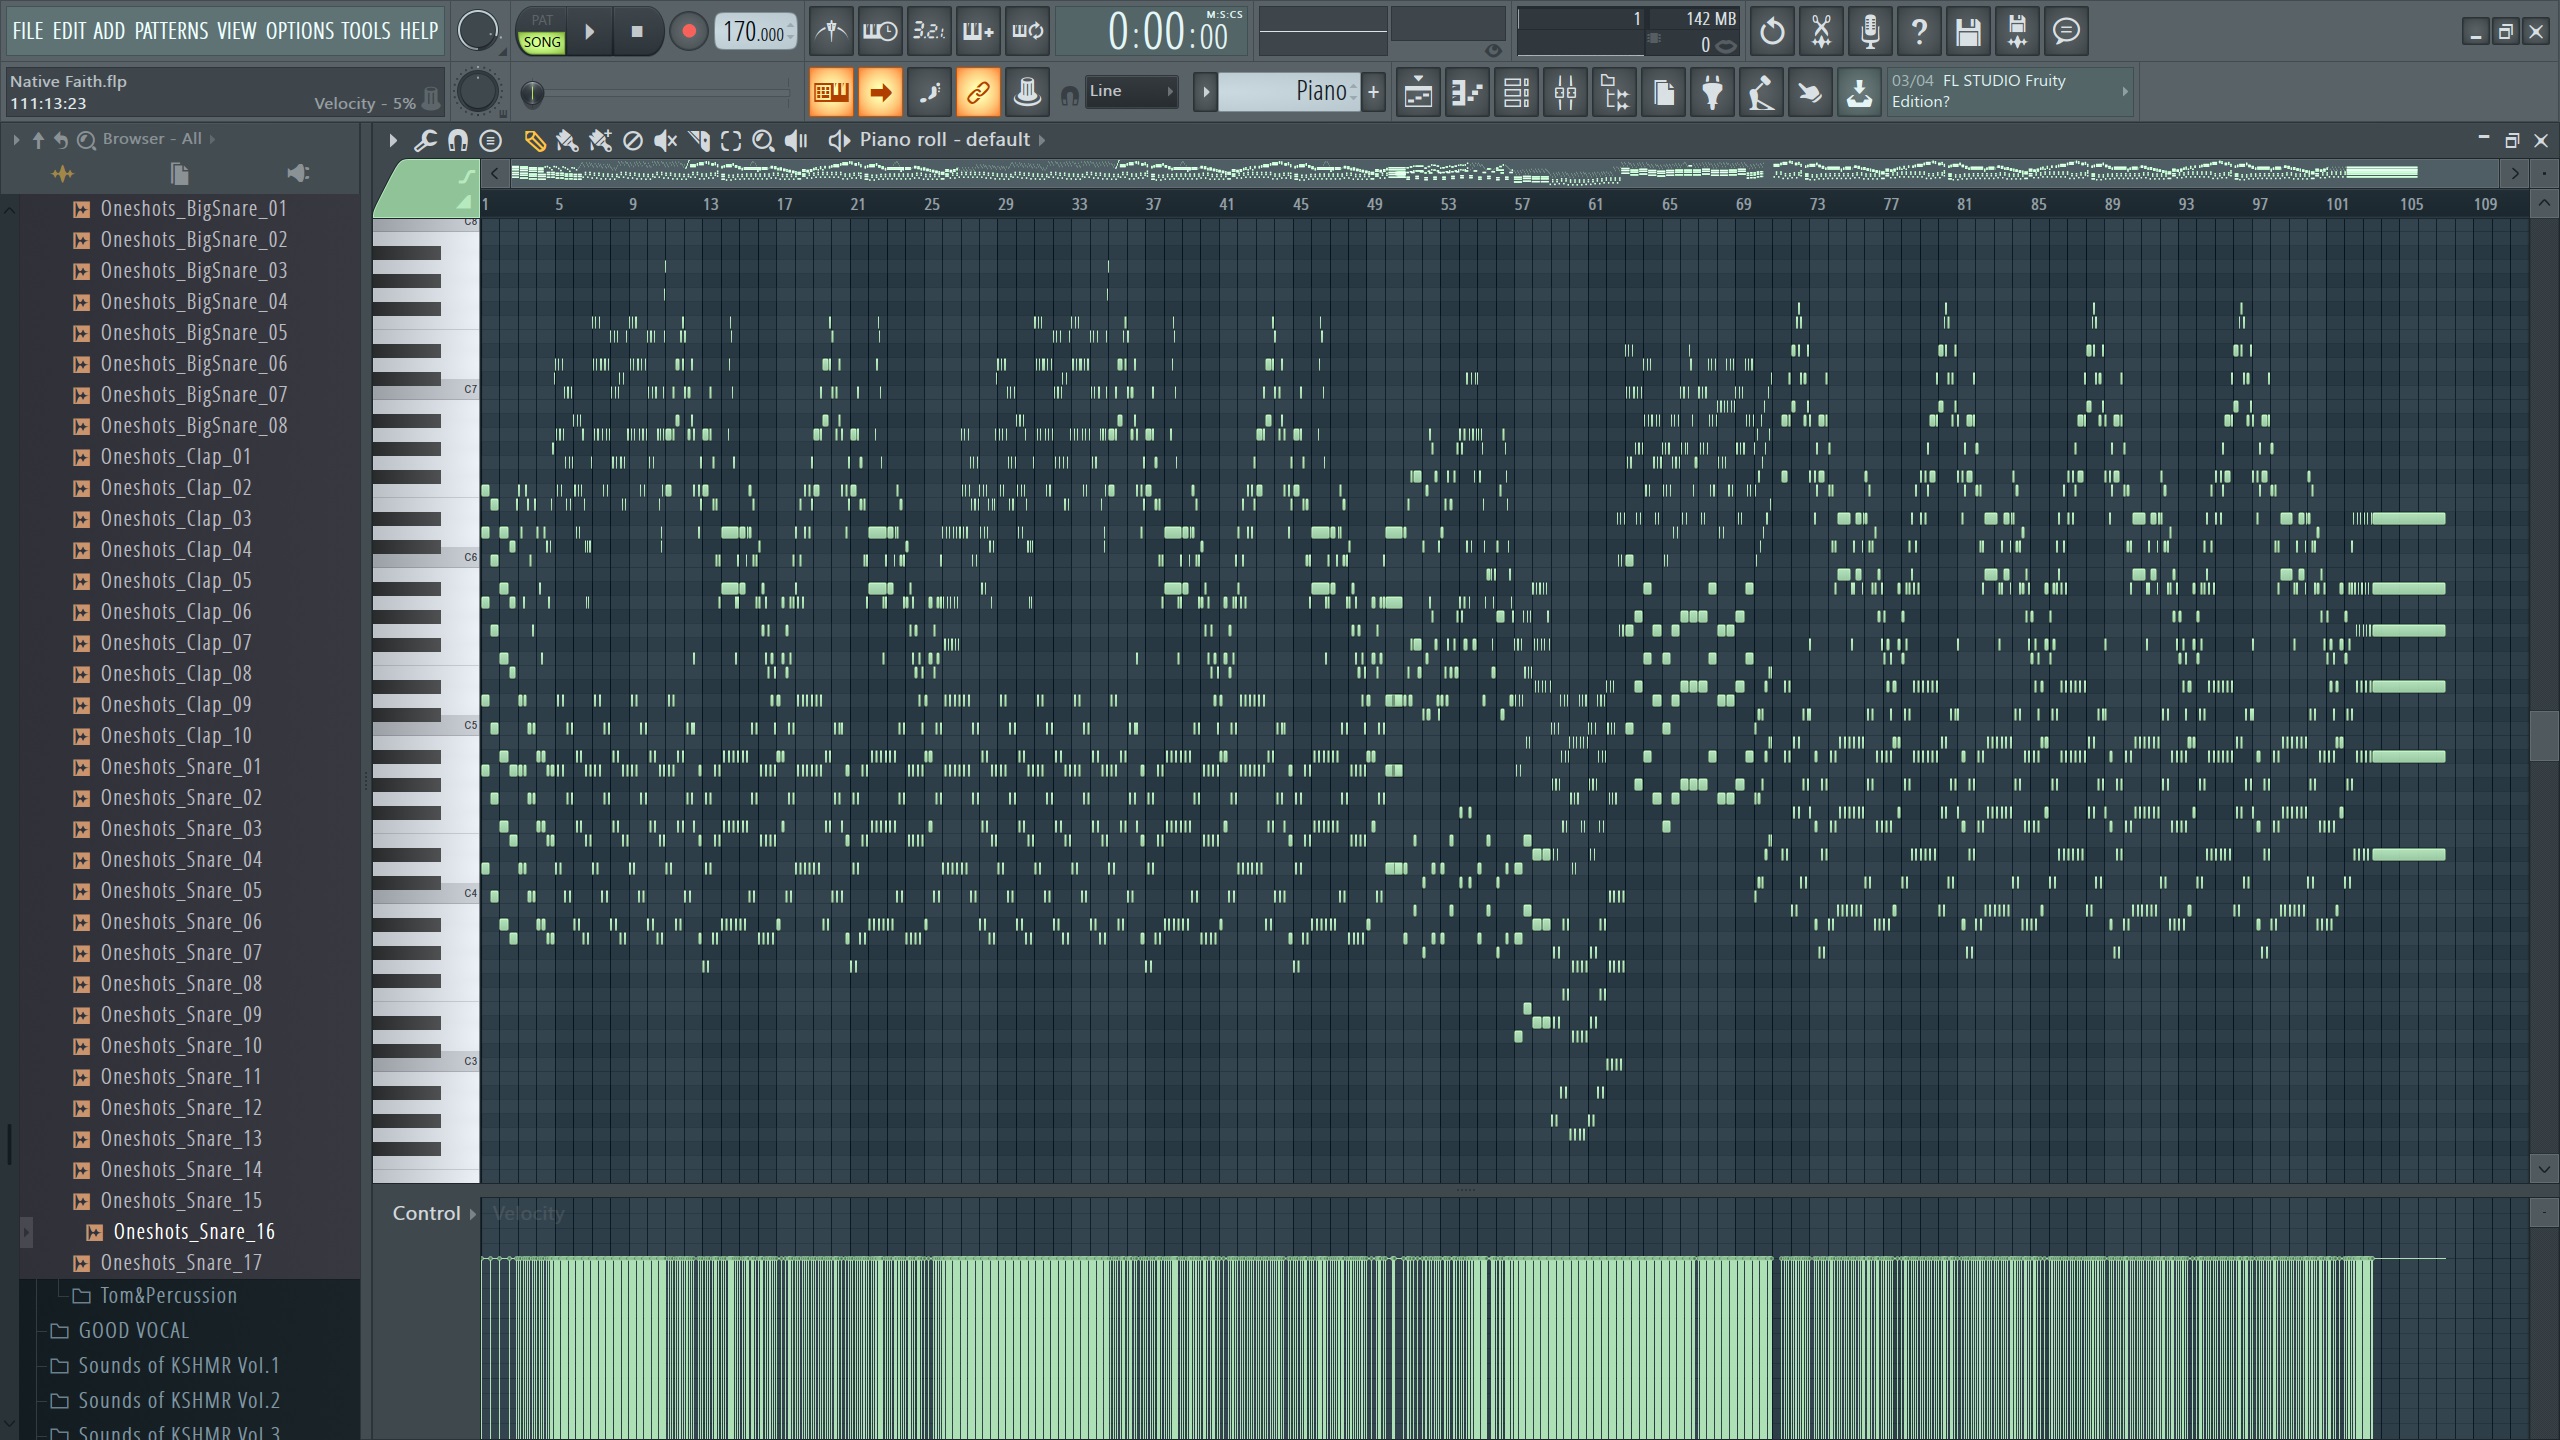 FILE EDIT ADD PATTERNS VIEW OPTIONS TOOLS HELP
PAT
SONG
170.000
3.2.1
0:00:00
M:S:CS
1
142 MB
0
Native Faith.flp
111:13:23
Velocity - 5%
Line
Piano
03/04 FL STUDIO Fruity
Edition?
Browser - All
Piano roll - default
1 5 9 13 17 21 25 29 33 37 41 45 49 53 57 61 65 69 73 77 81 85 89 93 97 101 105 109
Oneshots_BigSnare_01
Oneshots_BigSnare_02
Oneshots_BigSnare_03
Oneshots_BigSnare_04
Oneshots_BigSnare_05
Oneshots_BigSnare_06
Oneshots_BigSnare_07
Oneshots_BigSnare_08
Oneshots_Clap_01
Oneshots_Clap_02
Oneshots_Clap_03
Oneshots_Clap_04
Oneshots_Clap_05
Oneshots_Clap_06
Oneshots_Clap_07
Oneshots_Clap_08
Oneshots_Clap_09
Oneshots_Clap_10
Oneshots_Snare_01
Oneshots_Snare_02
Oneshots_Snare_03
Oneshots_Snare_04
Oneshots_Snare_05
Oneshots_Snare_06
Oneshots_Snare_07
Oneshots_Snare_08
Oneshots_Snare_09
Oneshots_Snare_10
Oneshots_Snare_11
Oneshots_Snare_12
Oneshots_Snare_13
Oneshots_Snare_14
Oneshots_Snare_15
Oneshots_Snare_16
Oneshots_Snare_17
Tom&Percussion
GOOD VOCAL
Sounds of KSHMR Vol.1
Sounds of KSHMR Vol.2
Sounds of KSHMR Vol.3
C8
C7
C6
C5
C4
C3
Control
Velocity